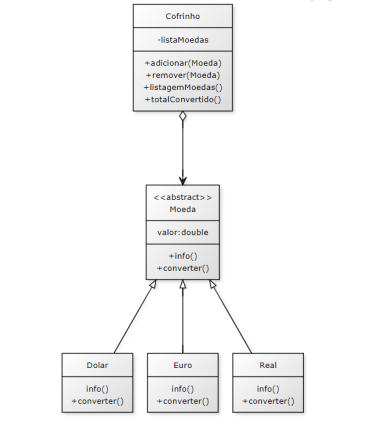 Cofrinho
-listaMoedas
+adicionar(Moeda)
+remover(Moeda)
+listagemMoedas()
+totalConvertido()
<<abstract>>
Moeda
valor:double
+info()
+converter()
Dolar
info()
+converter()
Euro
info()
+converter()
Real
info()
+converter()